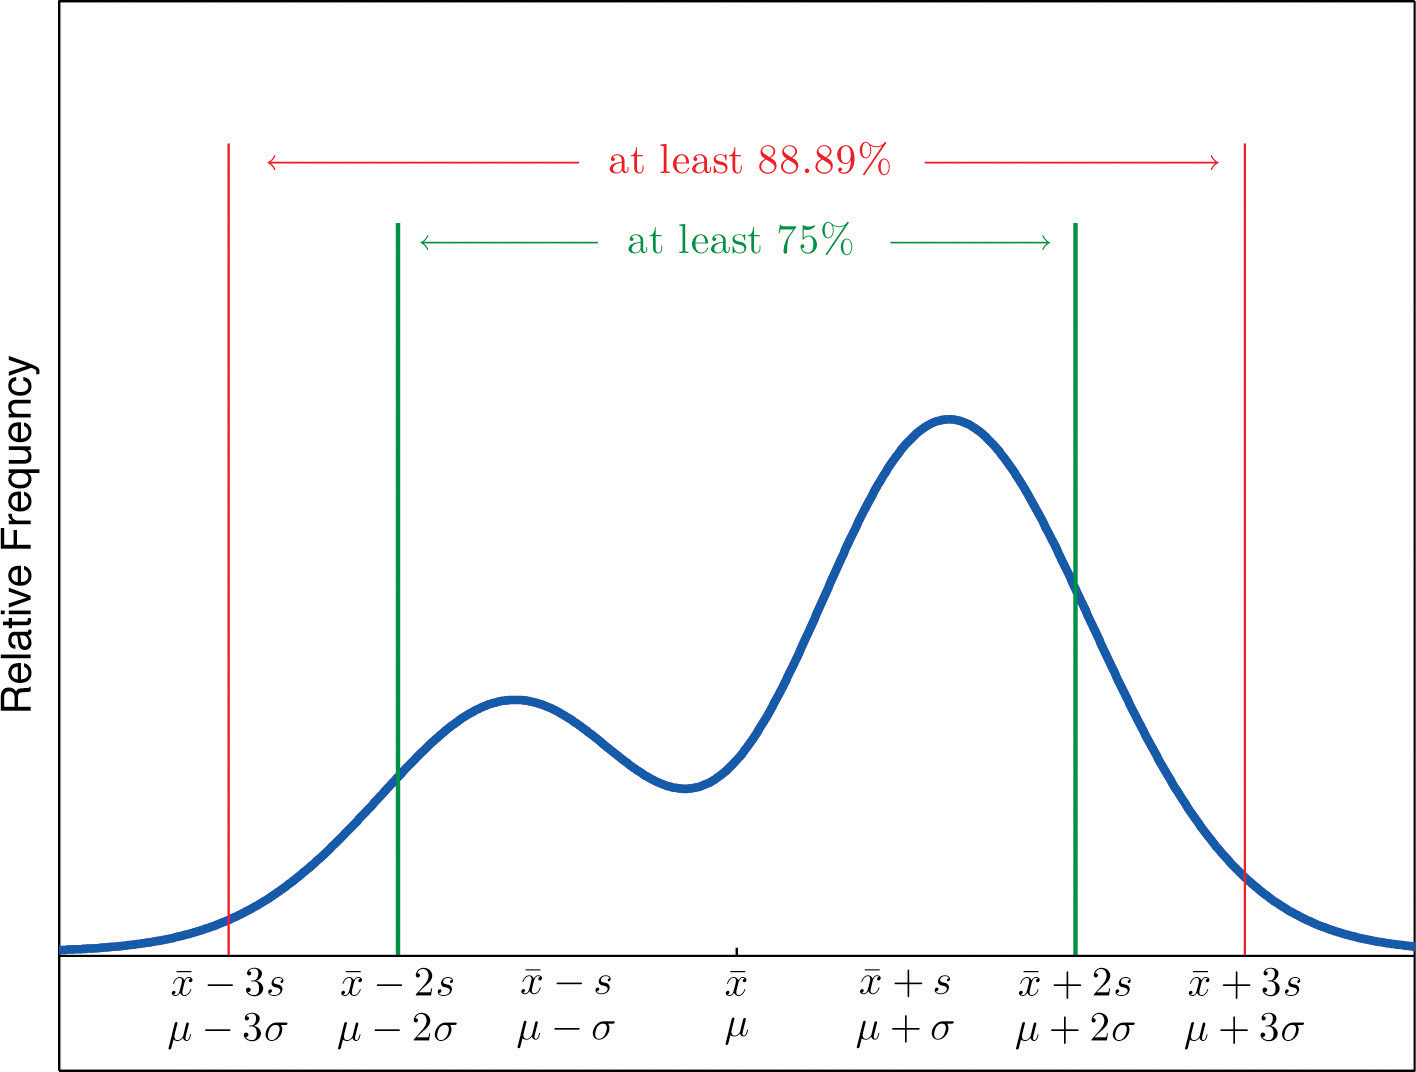 at least 88.89%
at least 75%
Relative Frequency
x̄ − 3s x̄ − 2s x̄ − s x̄ x̄ + s x̄ + 2s x̄ + 3s
μ − 3σ μ − 2σ μ − σ μ μ + σ μ + 2σ μ + 3σ